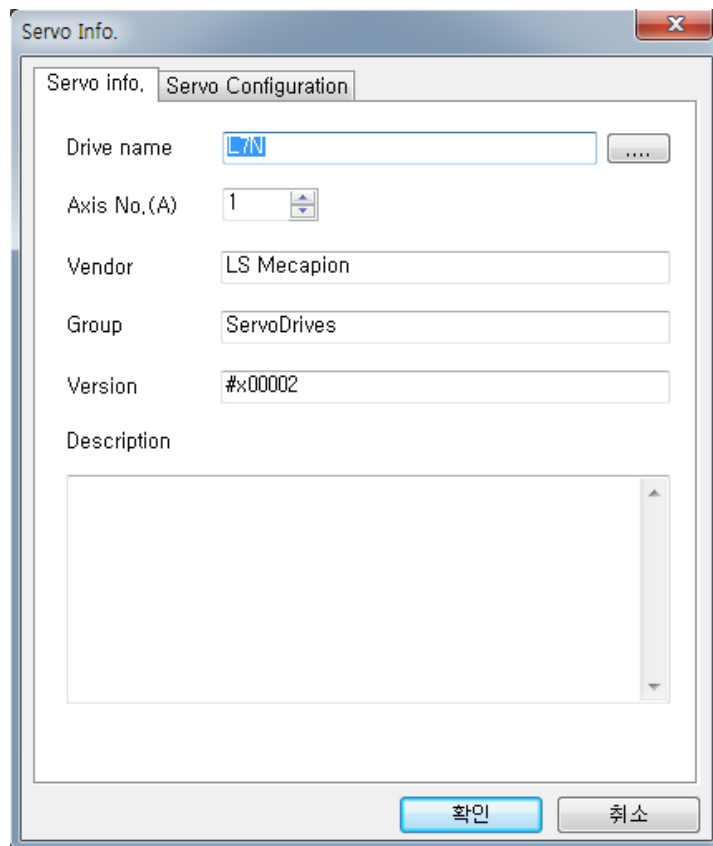 Servo Info.
Servo info. Servo Configuration
Drive name L7N ....
Axis No.(A) 1
Vendor LS Mecapion
Group ServoDrives
Version #x00002
Description
확인 취소